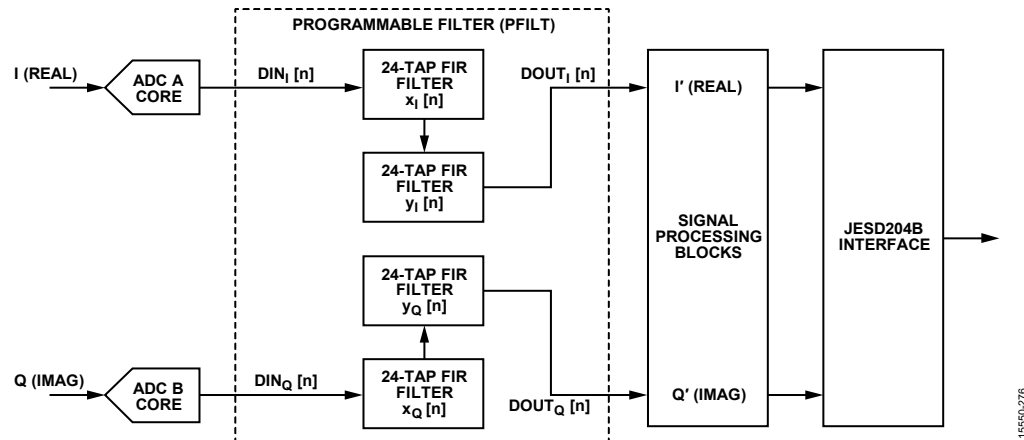 PROGRAMMABLE FILTER (PFILT)
I (REAL)
ADC A
CORE
DINI [n]
24-TAP FIR
FILTER
xI [n]
DOUTI [n]
I′ (REAL)
24-TAP FIR
FILTER
yI [n]
SIGNAL
PROCESSING
BLOCKS
JESD204B
INTERFACE
24-TAP FIR
FILTER
yQ [n]
Q (IMAG)
ADC B
CORE
DINQ [n]
24-TAP FIR
FILTER
xQ [n]
DOUTQ [n]
Q′ (IMAG)
15550-276